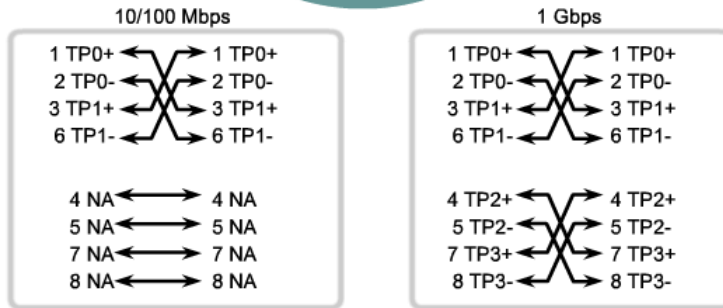 10/100 Mbps
1 TP0+ 1 TP0+
2 TP0- 2 TP0-
3 TP1+ 3 TP1+
6 TP1- 6 TP1-
4 NA 4 NA
5 NA 5 NA
7 NA 7 NA
8 NA 8 NA
1 Gbps
1 TP0+ 1 TP0+
2 TP0- 2 TP0-
3 TP1+ 3 TP1+
6 TP1- 6 TP1-
4 TP2+ 4 TP2+
5 TP2- 5 TP2-
7 TP3+ 7 TP3+
8 TP3- 8 TP3-